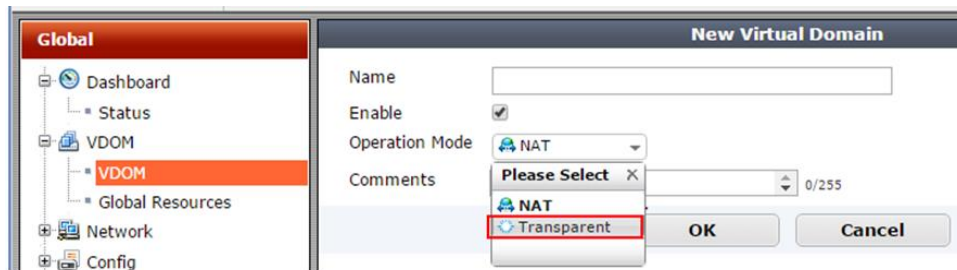 Global
New Virtual Domain
Dashboard
Status
VDOM
VDOM
Global Resources
Network
Config
Name
Enable
Operation Mode NAT
Comments
Please Select
0/255
NAT
Transparent
OK Cancel